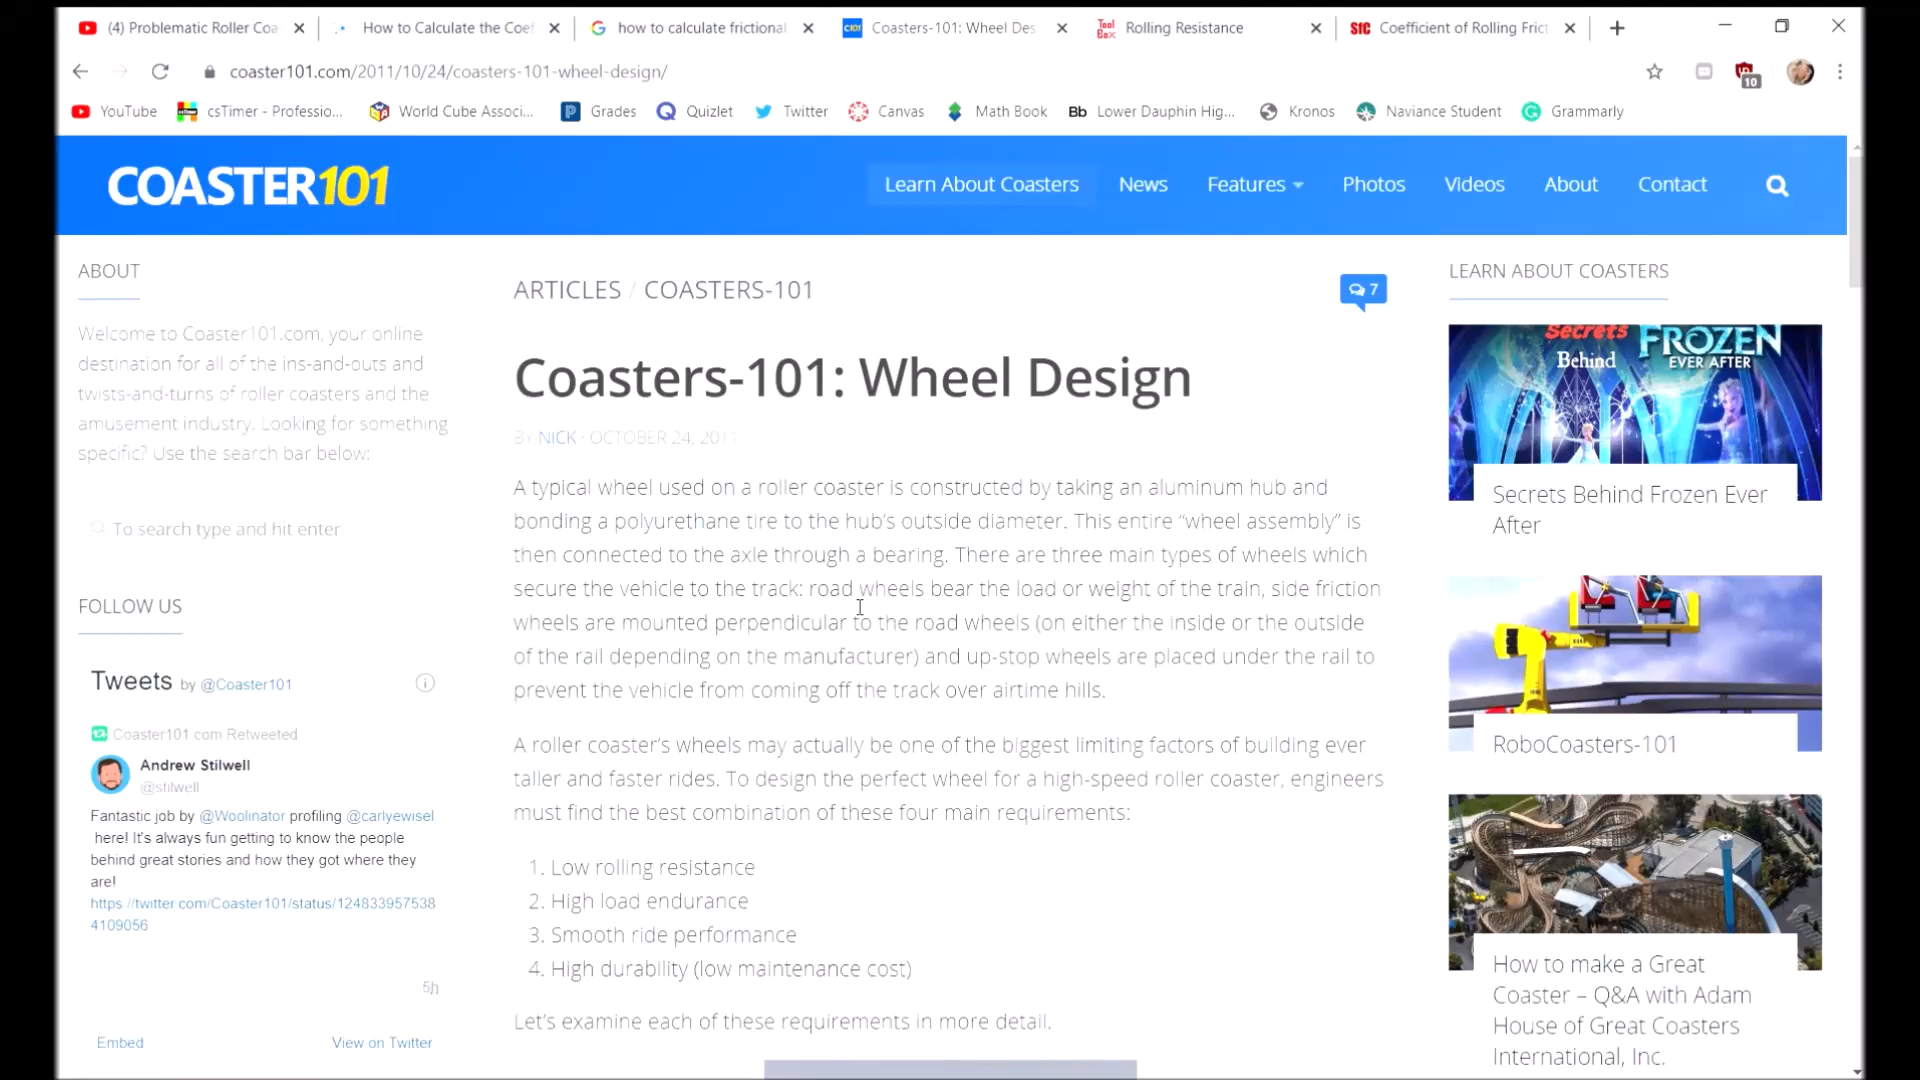 (4) Problematic Roller Coa
How to Calculate the Coef
how to calculate frictional
Coasters-101: Wheel Des
Rolling Resistance
Coefficient of Rolling Frict
coaster101.com/2011/10/24/coasters-101-wheel-design/
10
YouTube
csTimer - Professio...
World Cube Associ...
Grades
Quizlet
Twitter
Canvas
Math Book
Bb Lower Dauphin Hig...
Kronos
Naviance Student
Grammarly
COASTER101
Learn About Coasters
News
Features
Photos
Videos
About
Contact
ABOUT
Welcome to Coaster101.com, your online
destination for all of the ins-and-outs and
twists-and-turns of roller coasters and the
amusement industry. Looking for something
specific? Use the search bar below:
To search type and hit enter
FOLLOW US
Tweets by @Coaster101
Coaster101 com Retweeted
Andrew Stilwell
@stilwell
Fantastic job by @Woolinator profiling @carlyewisel
here! It's always fun getting to know the people
behind great stories and how they got where they
are!
https://twitter.com/Coaster101/status/124833957538
4109056
5h
Embed
View on Twitter
ARTICLES / COASTERS-101
7
Coasters-101: Wheel Design
BY NICK · OCTOBER 24, 2011
A typical wheel used on a roller coaster is constructed by taking an aluminum hub and
bonding a polyurethane tire to the hub's outside diameter. This entire “wheel assembly” is
then connected to the axle through a bearing. There are three main types of wheels which
secure the vehicle to the track: road wheels bear the load or weight of the train, side friction
wheels are mounted perpendicular to the road wheels (on either the inside or the outside
of the rail depending on the manufacturer) and up-stop wheels are placed under the rail to
prevent the vehicle from coming off the track over airtime hills.
A roller coaster's wheels may actually be one of the biggest limiting factors of building ever
taller and faster rides. To design the perfect wheel for a high-speed roller coaster, engineers
must find the best combination of these four main requirements:
1. Low rolling resistance
2. High load endurance
3. Smooth ride performance
4. High durability (low maintenance cost)
Let's examine each of these requirements in more detail.
LEARN ABOUT COASTERS
Secrets
Behind
FROZEN
EVER AFTER
Secrets Behind Frozen Ever
After
RoboCoasters-101
How to make a Great
Coaster – Q&A with Adam
House of Great Coasters
International, Inc.